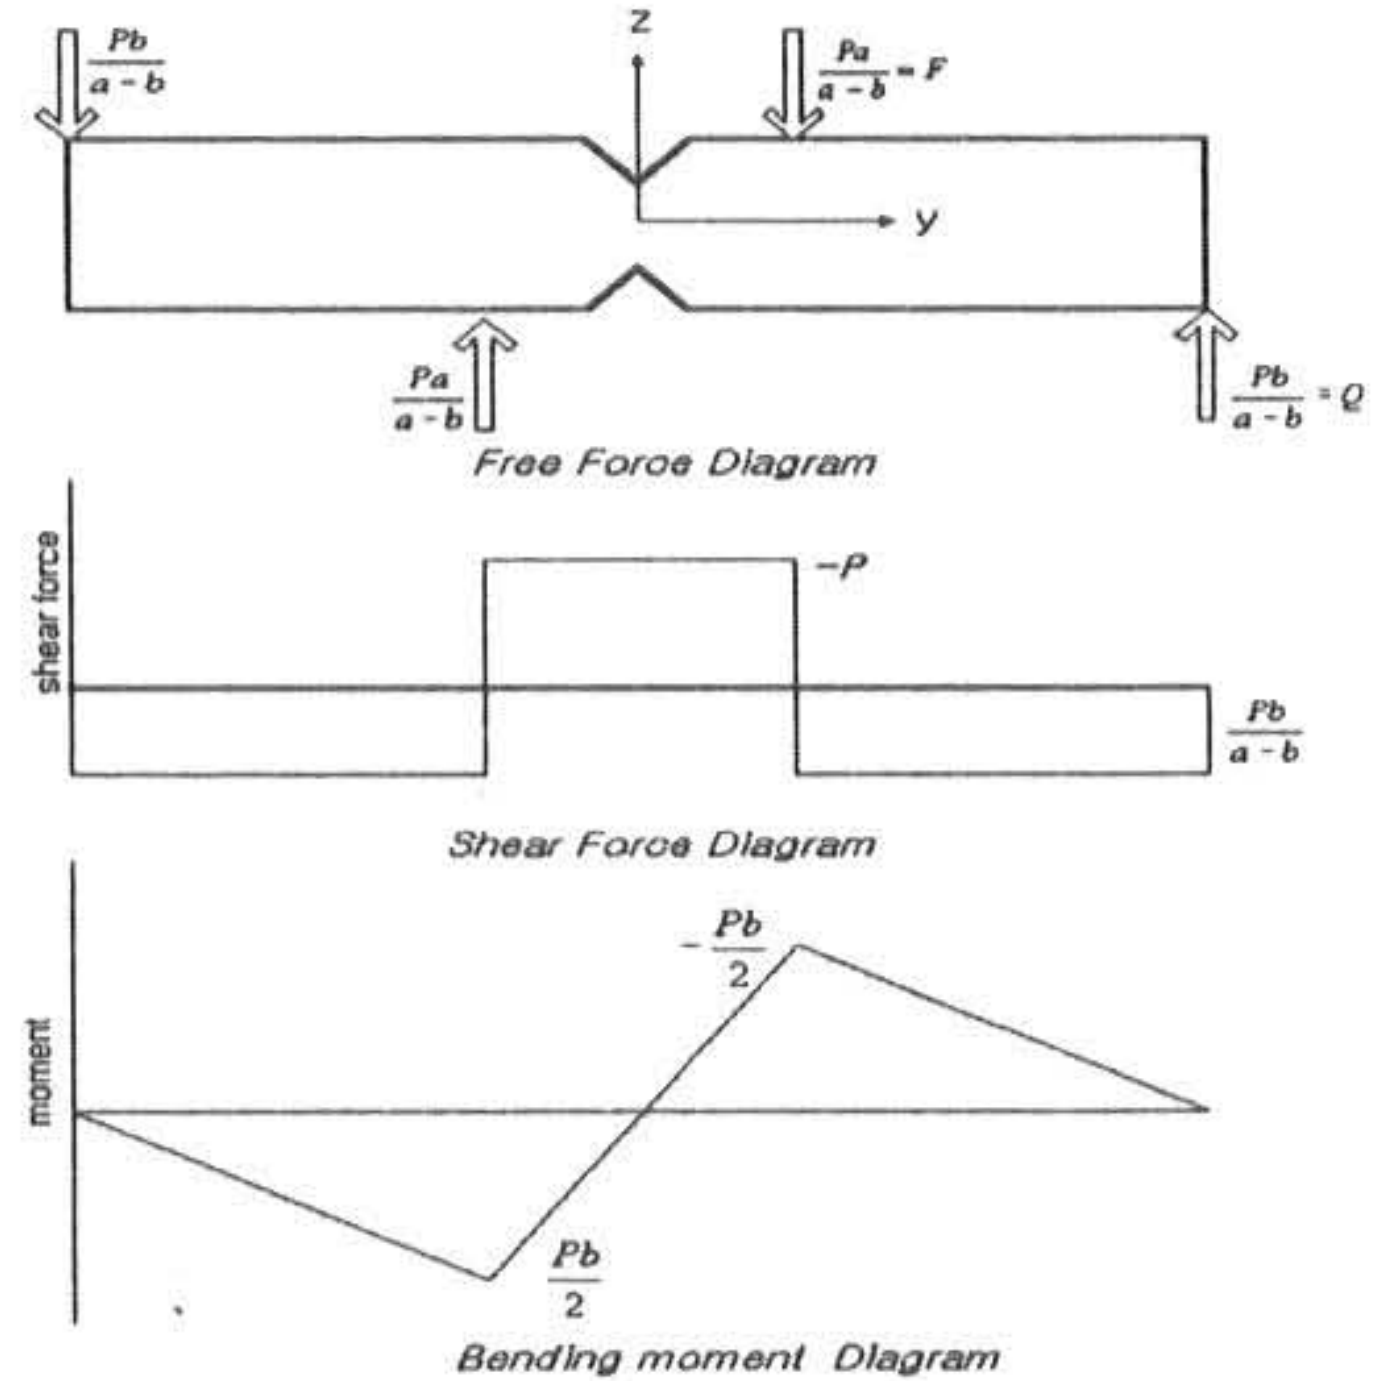 Z
Pb
a - b
Pa
a - b = F
y
Pa
a - b
Pb
a - b = Q
Free Force Diagram
shear force
-P
Pb
a - b
Shear Force Diagram
moment
- Pb
2
Pb
2
Bending moment Diagram